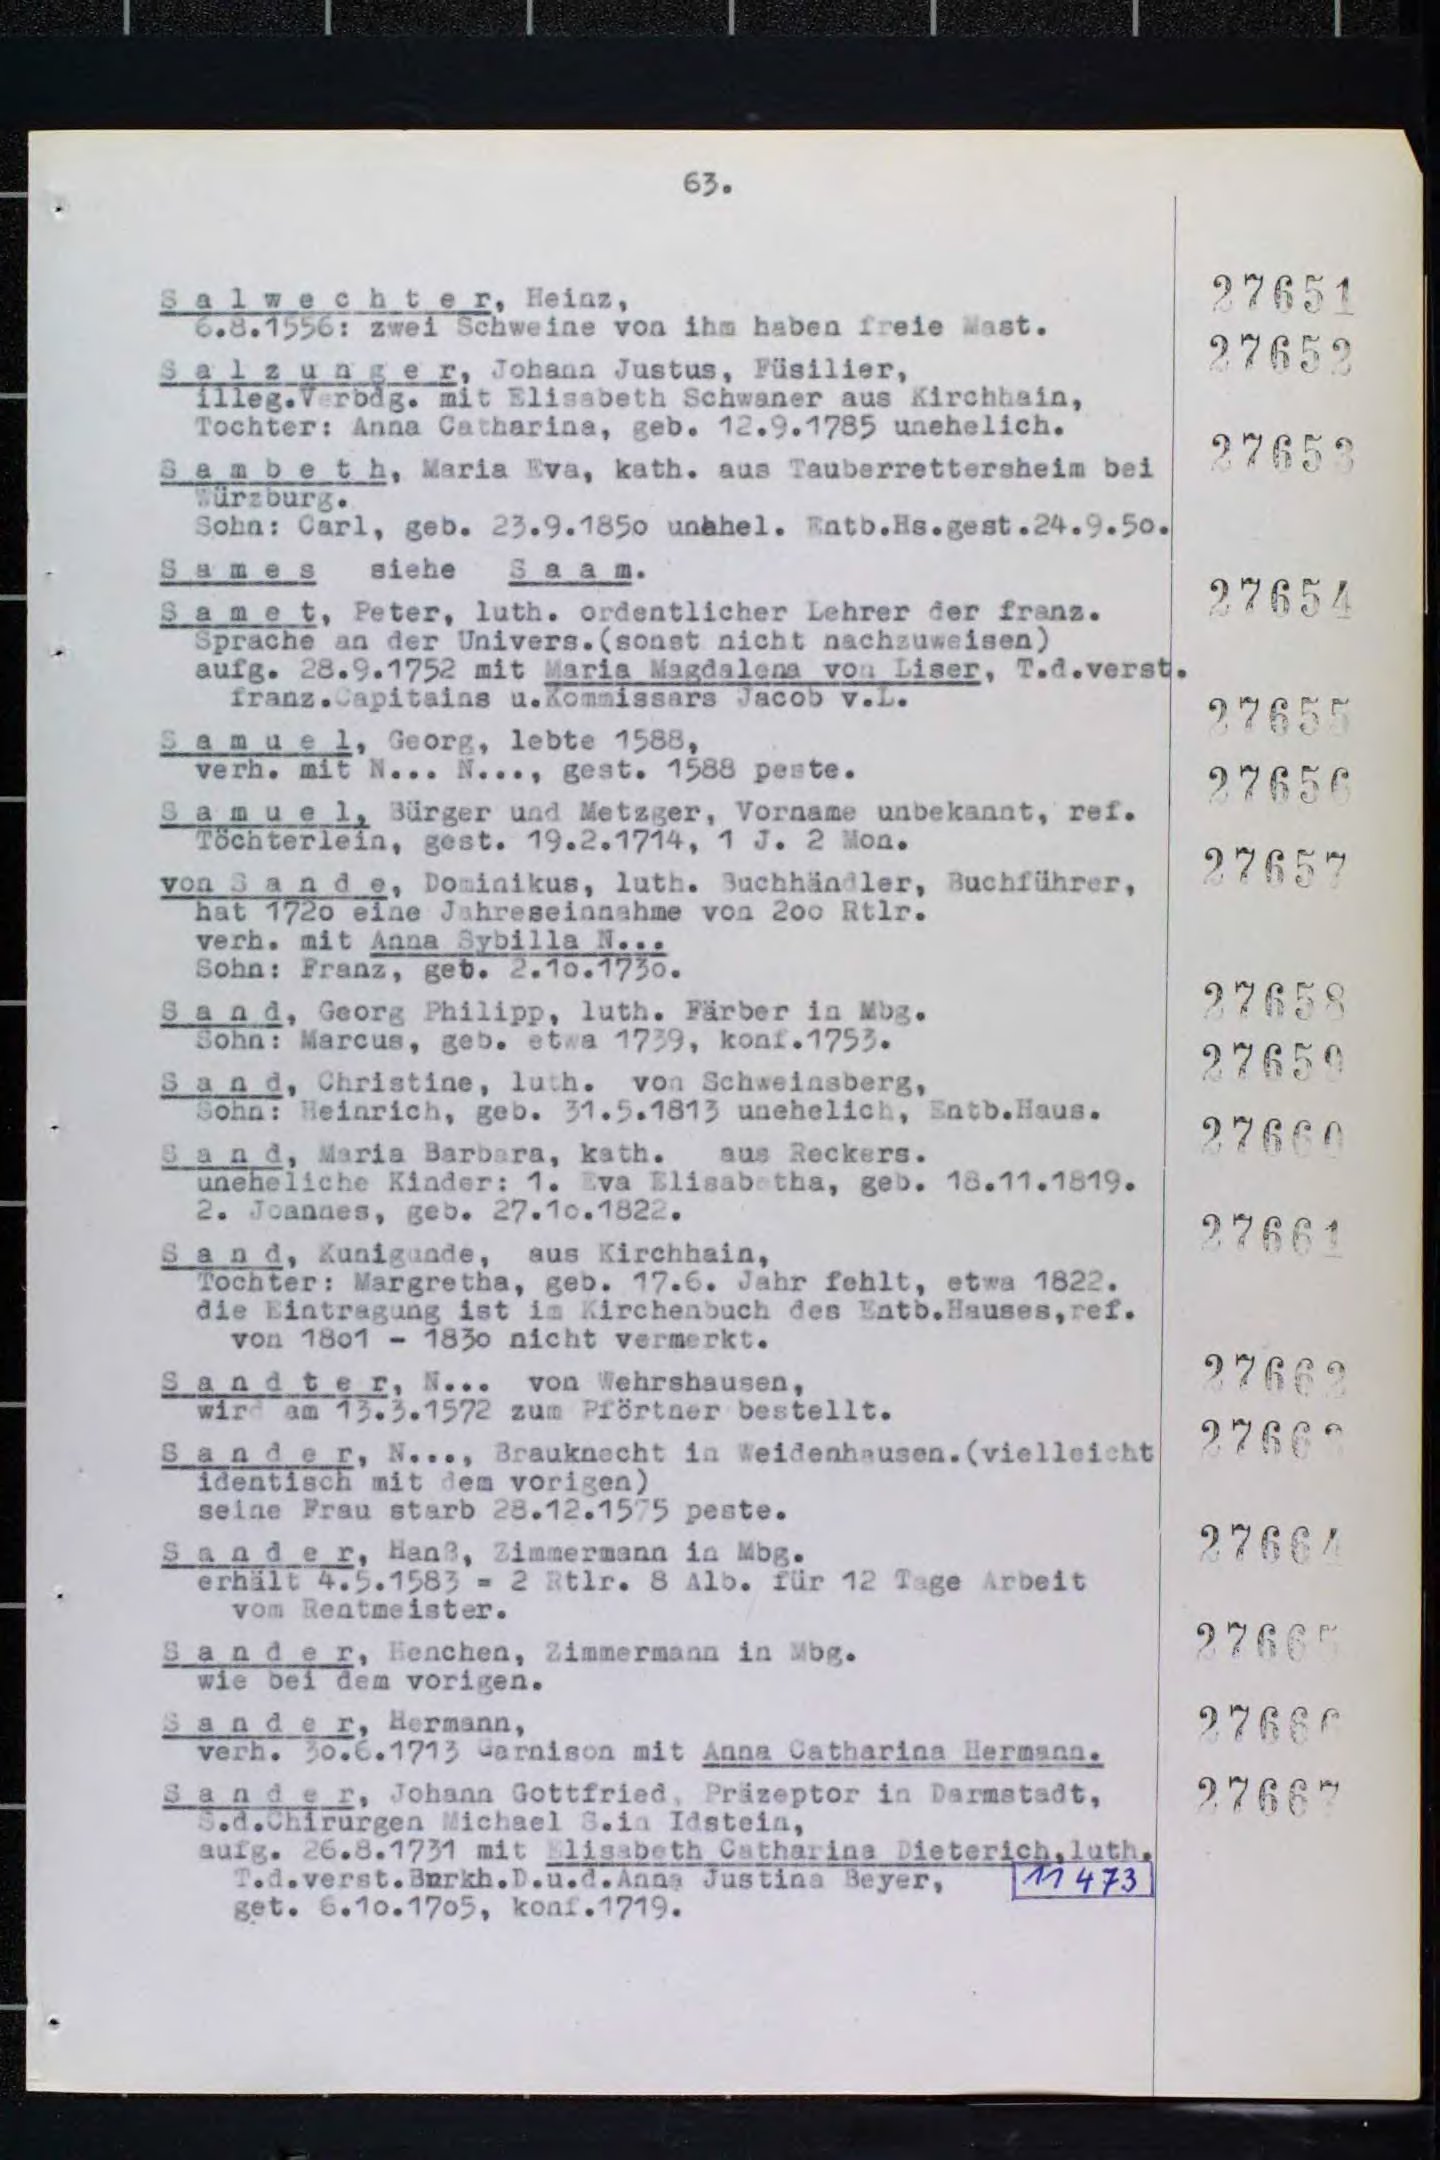 63.
Salwechter, Heinz, 27651
6.8.1556: zwei Schweine von ihm haben freie Mast.
Salzunger, Johann Justus, Füsilier, 27652
illeg.Verbdg. mit Elisabeth Schwaner aus Kirchhain,
Tochter: Anna Catharina, geb. 12.9.1785 unehelich.
Sambeth, Maria Eva, kath. aus Tauberrettersheim bei 27653
Würzburg.
Sohn: Carl, geb. 23.9.1850 unehel. Entb.Hs.gest.24.9.50.
Sames siehe Saam.
Samet, Peter, luth. ordentlicher Lehrer der franz. 27654
Sprache an der Univers.(sonst nicht nachzuweisen)
aufg. 28.9.1752 mit Maria Magdalena von Liser, T.d.verst.
franz.Capitains u.Kommissars Jacob v.L.
Samuel, Georg, lebte 1588, 27655
verh. mit N... N..., gest. 1588 peste.
Samuel, Bürger und Metzger, Vorname unbekannt, ref. 27656
Töchterlein, gest. 19.2.1714, 1 J. 2 Mon.
von Sande, Dominikus, luth. Buchhändler, Buchführer, 27657
hat 1720 eine Jahreseinnahme von 200 Rtlr.
verh. mit Anna Sybilla N...
Sohn: Franz, get. 2.10.1730.
Sand, Georg Philipp, luth. Färber in Mbg. 27658
Sohn: Marcus, geb. etwa 1739, konf.1753.
Sand, Christine, luth. von Schweinsberg, 27659
Sohn: Heinrich, geb. 31.5.1813 unehelich, Entb.Haus.
Sand, Maria Barbara, kath. aus Reckers. 27660
uneheliche Kinder: 1. Eva Elisabetha, geb. 18.11.1819.
2. Joannes, geb. 27.10.1822.
Sand, Kunigunde, aus Kirchhain, 27661
Tochter: Margretha, geb. 17.6. Jahr fehlt, etwa 1822.
die Eintragung ist im Kirchenbuch des Entb.Hauses,ref.
von 1801 - 1830 nicht vermerkt.
Sandter, N... von Wehrshausen, 27662
wird am 13.3.1572 zum Pförtner bestellt.
Sander, N..., Brauknecht in Weidenhausen.(vielleicht 27663
identisch mit dem vorigen)
seine Frau starb 28.12.1575 peste.
Sander, Hanß, Zimmermann in Mbg. 27664
erhält 4.5.1583 = 2 Rtlr. 8 Alb. für 12 Tage Arbeit
vom Rentmeister.
Sander, Henchen, Zimmermann in Mbg. 27665
wie bei dem vorigen.
Sander, Hermann, 27666
verh. 30.6.1713 Garnison mit Anna Catharina Hermann.
Sander, Johann Gottfried, Präzeptor in Darmstadt, 27667
S.d.Chirurgen Michael S.in Idstein,
aufg. 26.8.1731 mit Elisabeth Catharina Dieterich,luth.
T.d.verst.Burkh.D.u.d.Anna Justina Beyer, 11 473
get. 6.10.1705, konf.1719.